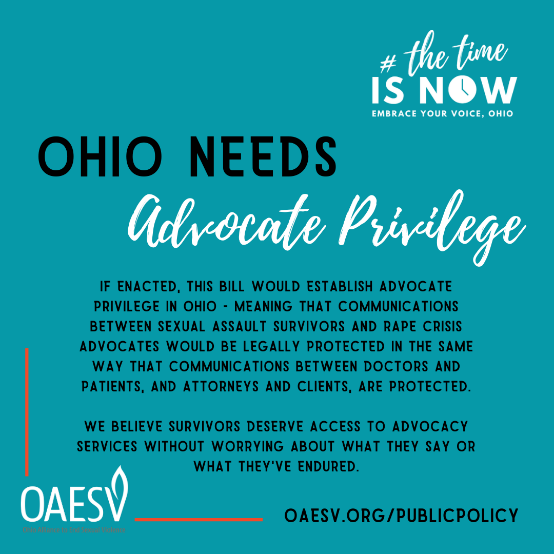 # the time
IS NOW
EMBRACE YOUR VOICE, OHIO
OHIO NEEDS
Advocate Privilege
IF ENACTED, THIS BILL WOULD ESTABLISH ADVOCATE
PRIVILEGE IN OHIO - MEANING THAT COMMUNICATIONS
BETWEEN SEXUAL ASSAULT SURVIVORS AND RAPE CRISIS
ADVOCATES WOULD BE LEGALLY PROTECTED IN THE SAME
WAY THAT COMMUNICATIONS BETWEEN DOCTORS AND
PATIENTS, AND ATTORNEYS AND CLIENTS, ARE PROTECTED.
WE BELIEVE SURVIVORS DESERVE ACCESS TO ADVOCACY
SERVICES WITHOUT WORRYING ABOUT WHAT THEY SAY OR
WHAT THEY'VE ENDURED.
OAESV
OAESV.ORG/PUBLICPOLICY